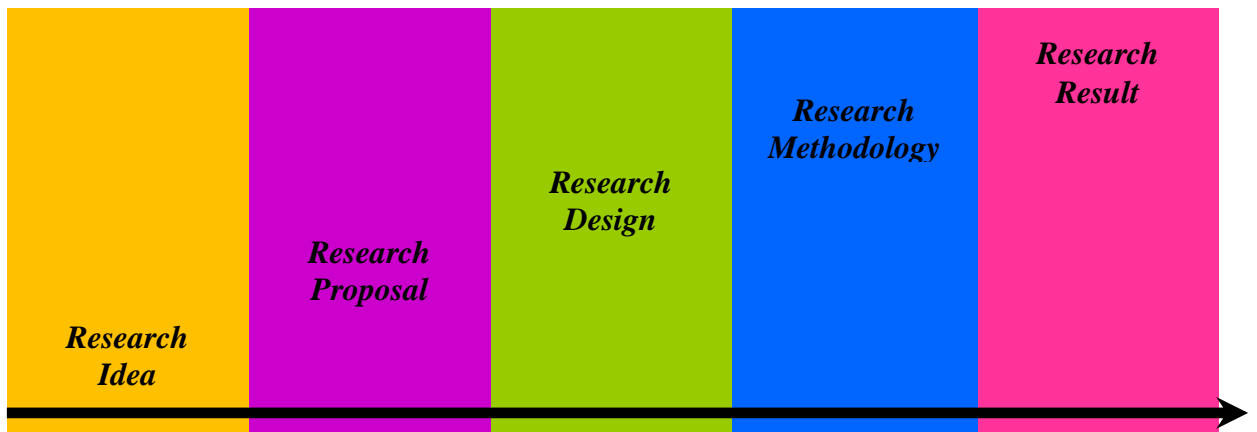 Research
Idea
Research
Proposal
Research
Design
Research
Methodology
Research
Result